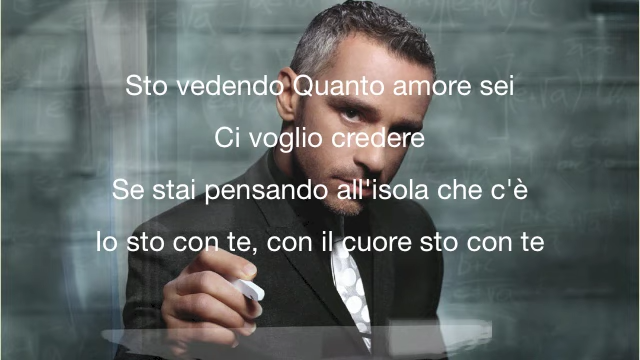 Sto vedendo Quanto amore sei
Ci voglio credere
Se stai pensando all'isola che c'è
Io sto con te, con il cuore sto con te